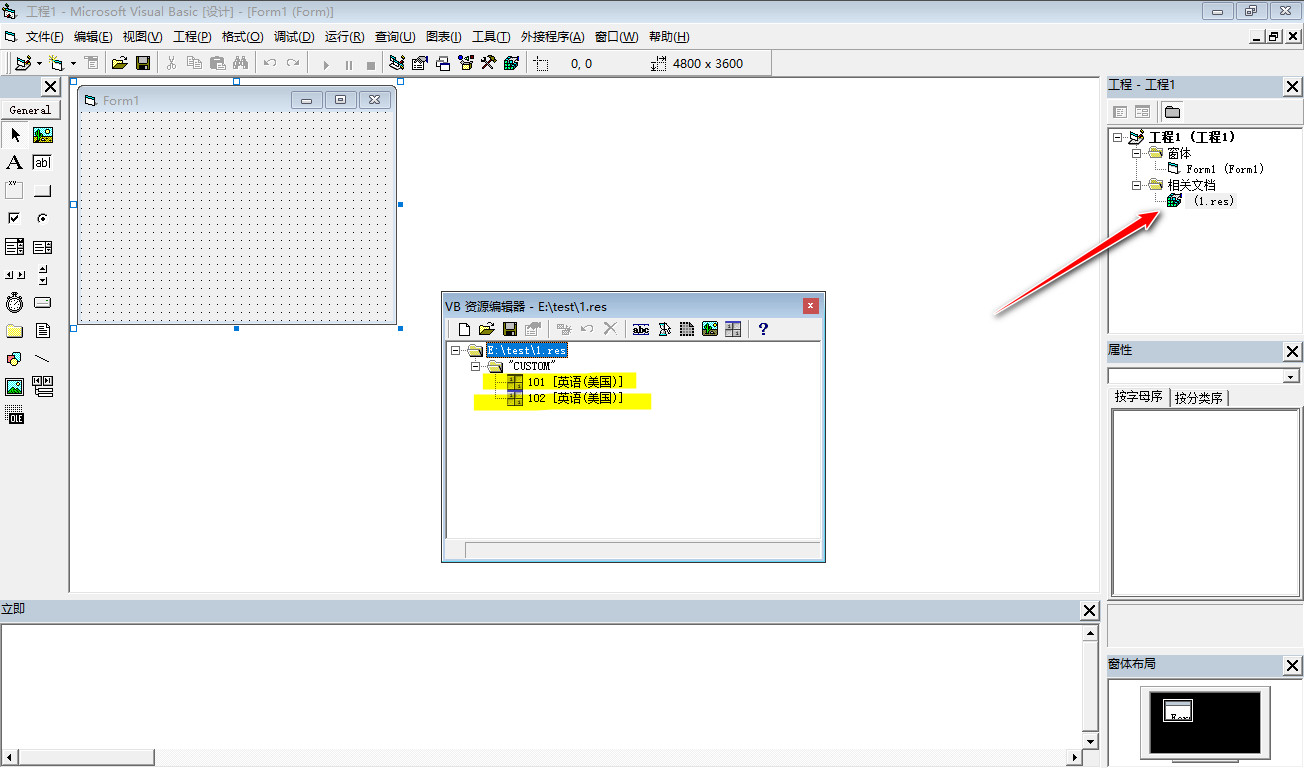 工程1 - Microsoft Visual Basic [设计] - [Form1 (Form)]
文件(F) 编辑(E) 视图(V) 工程(P) 格式(O) 调试(D) 运行(R) 查询(U) 图表(I) 工具(T) 外接程序(A) 窗口(W) 帮助(H)
0, 0 4800 x 3600
General
A
ab
xy
OLE
Form1
VB 资源编辑器 - E:\test\1.res
abc
?
E:\test\1.res
"CUSTOM"
101 [英语(美国)]
102 [英语(美国)]
工程 - 工程1
工程1 (工程1)
窗体
Form1 (Form1)
相关文档
(1.res)
属性
按字母序 按分类序
立即
窗体布局